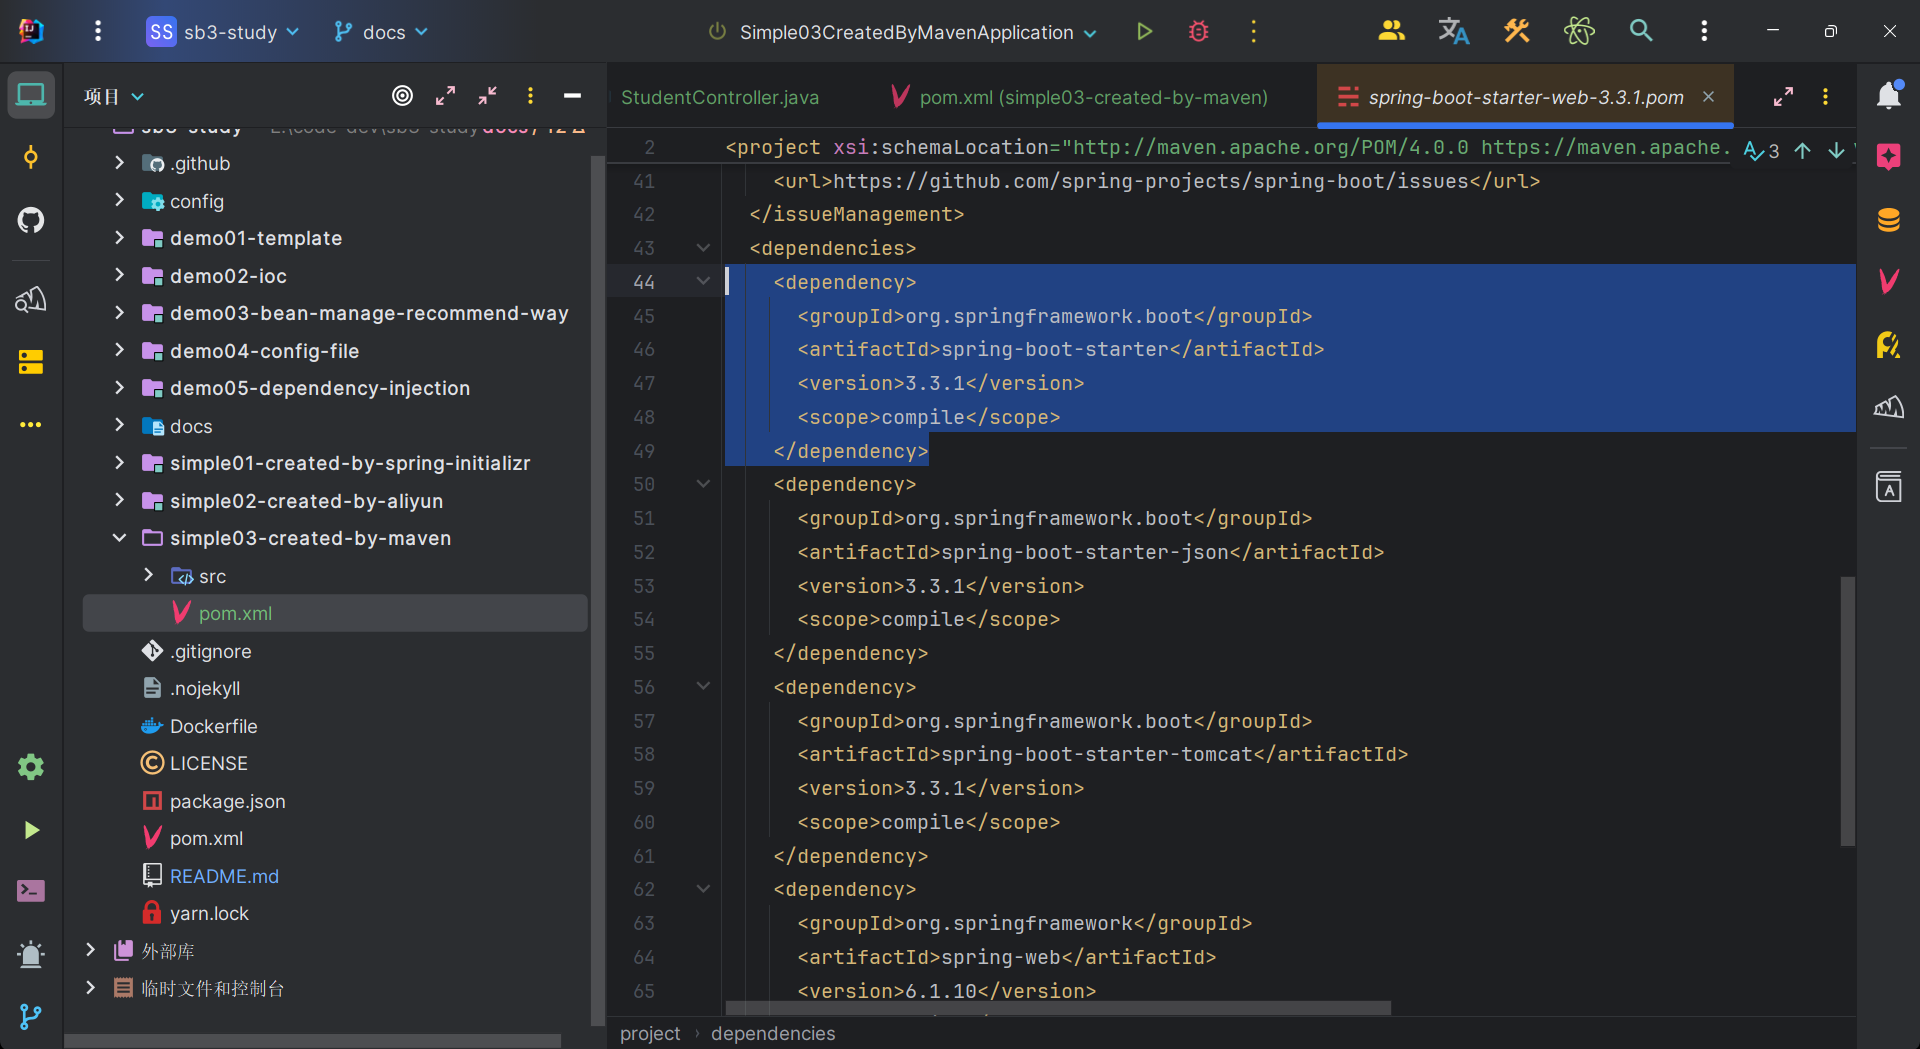 SS sb3-study docs Simple03CreatedByMavenApplication
项目
StudentController.java pom.xml (simple03-created-by-maven) spring-boot-starter-web-3.3.1.pom
.github
config
demo01-template
demo02-ioc
demo03-bean-manage-recommend-way
demo04-config-file
demo05-dependency-injection
docs
simple01-created-by-spring-initializr
simple02-created-by-aliyun
simple03-created-by-maven
src
pom.xml
.gitignore
.nojekyll
Dockerfile
LICENSE
package.json
pom.xml
README.md
yarn.lock
外部库
临时文件和控制台
2 <project xsi:schemaLocation="http://maven.apache.org/POM/4.0.0 https://maven.apache. 3
41 <url>https://github.com/spring-projects/spring-boot/issues</url>
42 </issueManagement>
43 <dependencies>
44 <dependency>
45 <groupId>org.springframework.boot</groupId>
46 <artifactId>spring-boot-starter</artifactId>
47 <version>3.3.1</version>
48 <scope>compile</scope>
49 </dependency>
50 <dependency>
51 <groupId>org.springframework.boot</groupId>
52 <artifactId>spring-boot-starter-json</artifactId>
53 <version>3.3.1</version>
54 <scope>compile</scope>
55 </dependency>
56 <dependency>
57 <groupId>org.springframework.boot</groupId>
58 <artifactId>spring-boot-starter-tomcat</artifactId>
59 <version>3.3.1</version>
60 <scope>compile</scope>
61 </dependency>
62 <dependency>
63 <groupId>org.springframework</groupId>
64 <artifactId>spring-web</artifactId>
65 <version>6.1.10</version>
project › dependencies